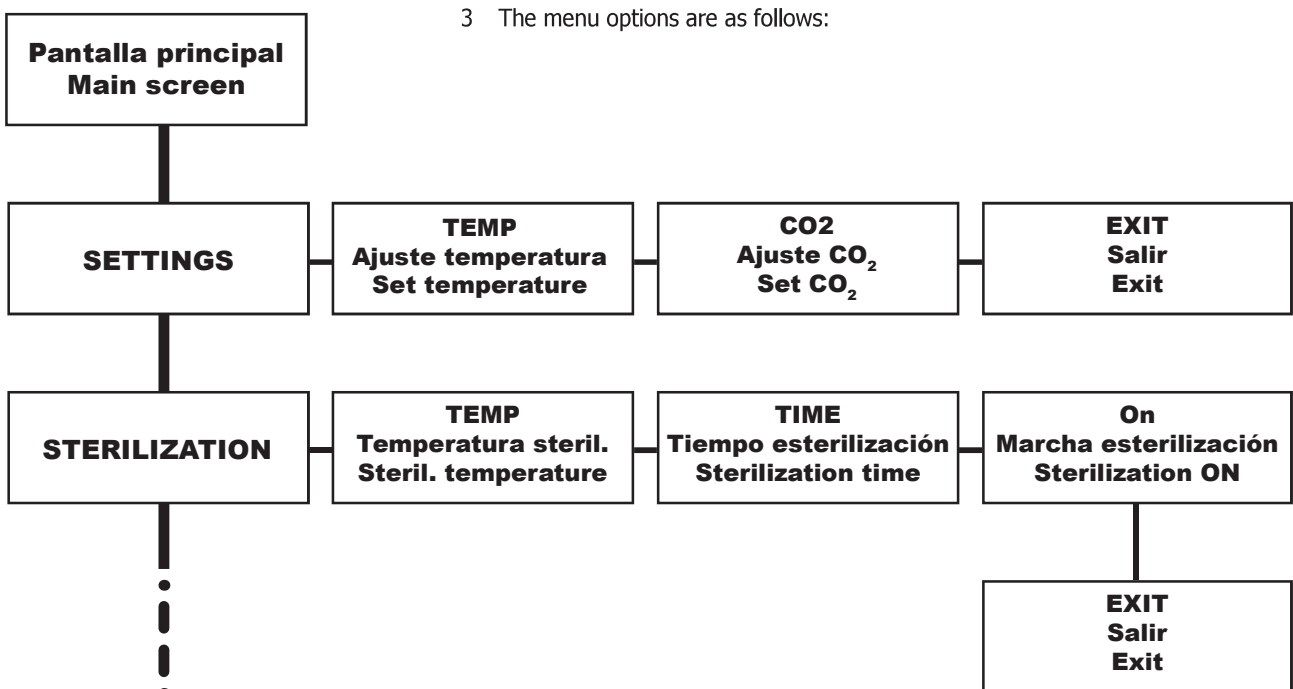 3 The menu options are as follows:
Pantalla principal
Main screen
SETTINGS
TEMP
Ajuste temperatura
Set temperature
CO2
Ajuste CO₂
Set CO₂
EXIT
Salir
Exit
STERILIZATION
TEMP
Temperatura steril.
Steril. temperature
TIME
Tiempo esterilización
Sterilization time
On
Marcha esterilización
Sterilization ON
EXIT
Salir
Exit